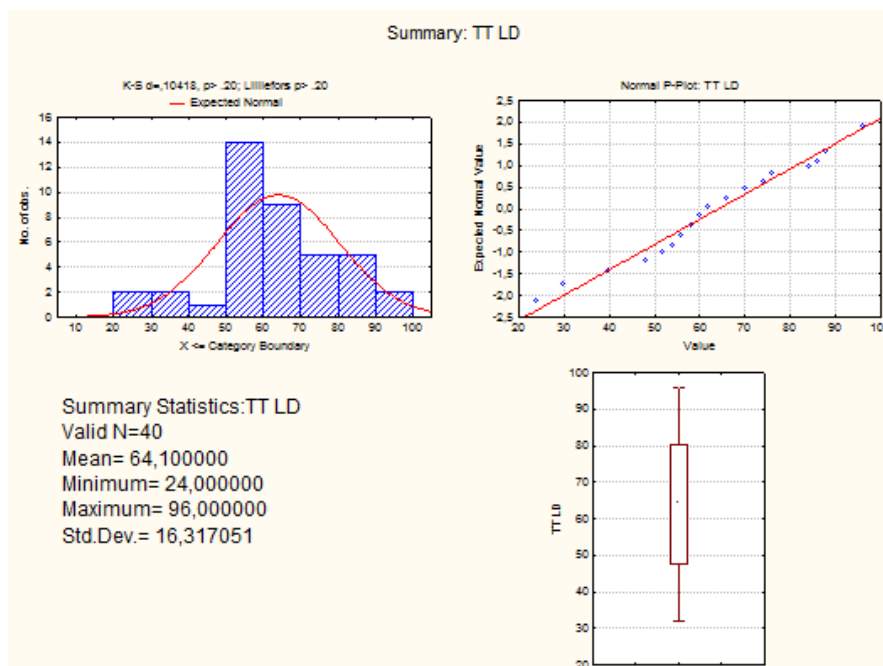 Summary: TT LD
K-S d=,10418, p> .20; Lilliefors p> .20
Expected Normal
16
14
12
10
8
6
4
2
0
No. of obs.
10 20 30 40 50 60 70 80 90 100
X <= Category Boundary
Normal P-Plot: TT LD
2,5
2,0
1,5
1,0
0,5
0,0
-0,5
-1,0
-1,5
-2,0
-2,5
Expected Normal Value
20 30 40 50 60 70 80 90 100
Value
Summary Statistics:TT LD
Valid N=40
Mean= 64,100000
Minimum= 24,000000
Maximum= 96,000000
Std.Dev.= 16,317051
100
90
80
70
60
50
40
30
20
TT LD